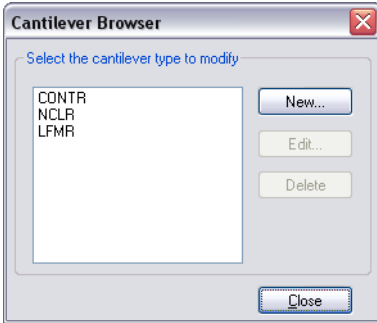 Cantilever Browser
Select the cantilever type to modify
CONTR
NCLR
LFMR
New...
Edit...
Delete
Close